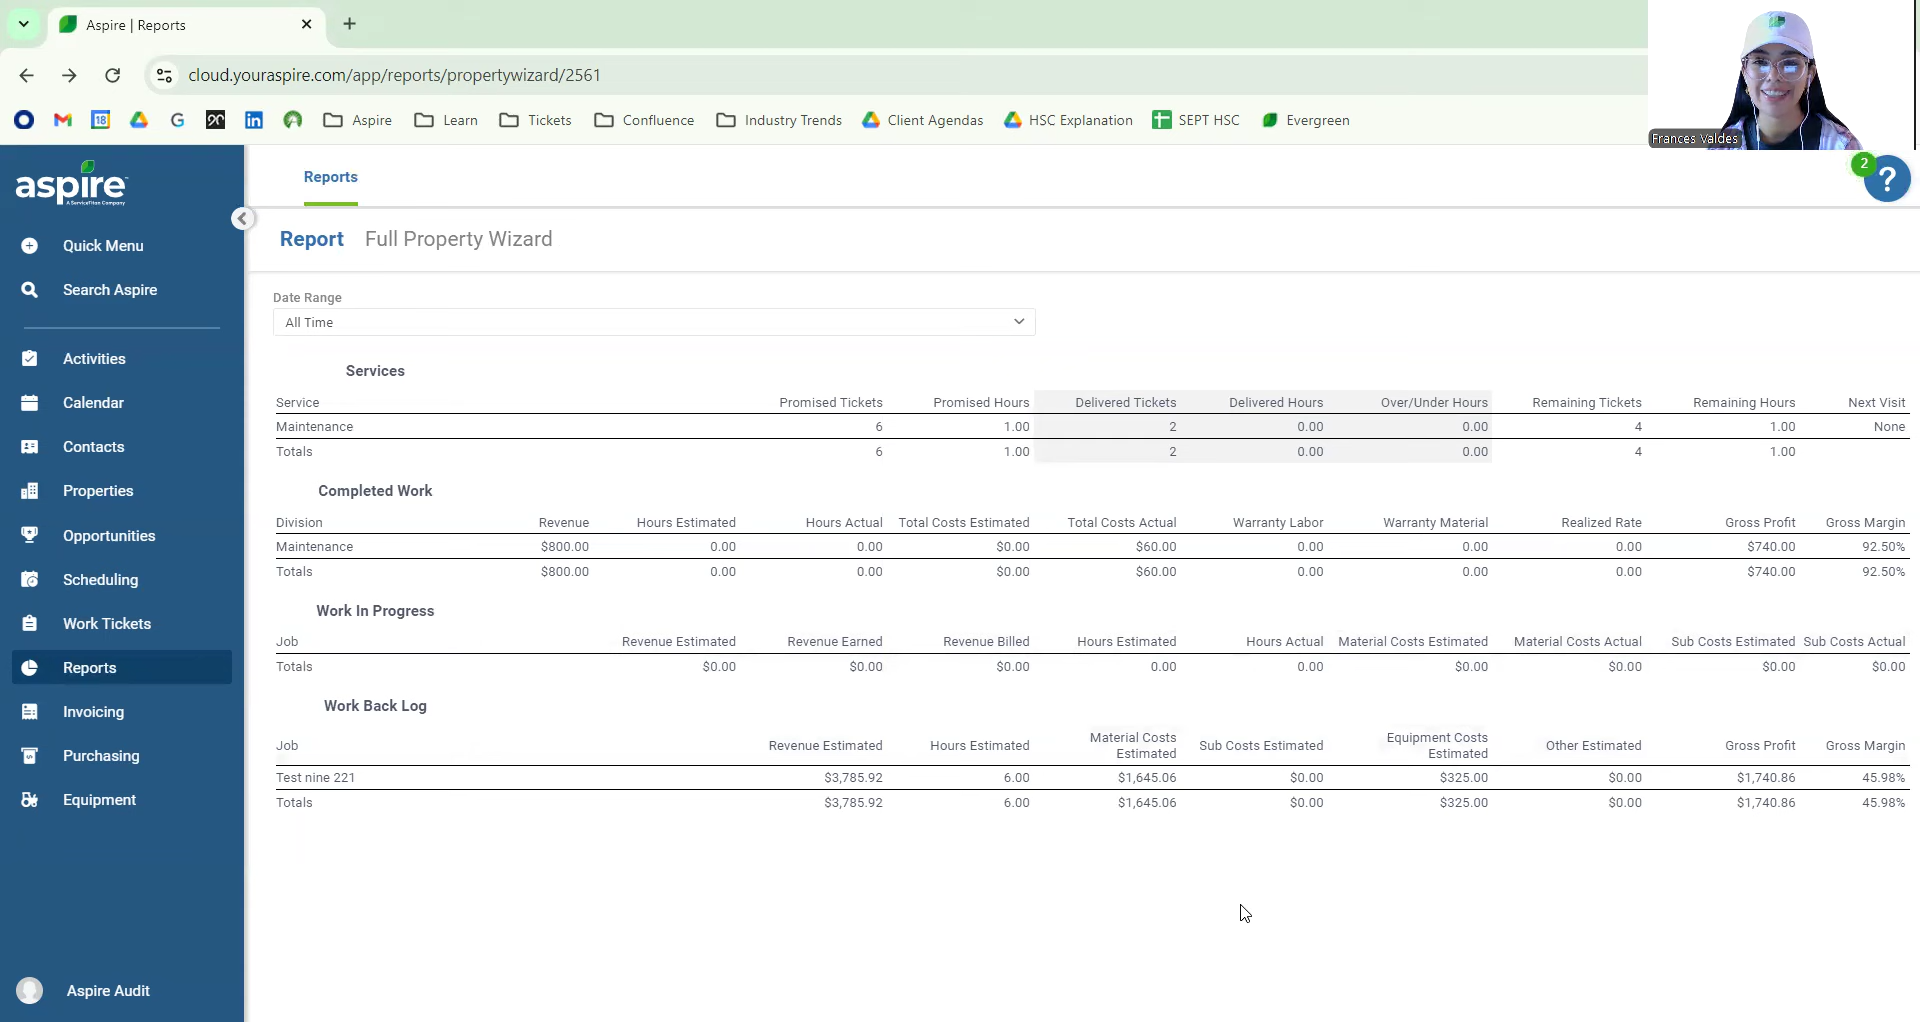 Aspire | Reports
cloud.youraspire.com/app/reports/propertywizard/2561
18 Aspire Learn Tickets Confluence Industry Trends Client Agendas HSC Explanation SEPT HSC Evergreen
Frances Valdes
aspire
A ServiceTitan Company
Quick Menu
Search Aspire
Activities
Calendar
Contacts
Properties
Opportunities
Scheduling
Work Tickets
Reports
Invoicing
Purchasing
Equipment
Aspire Audit
Reports
2 ?
Report Full Property Wizard
Date Range
All Time
Services
Service Promised Tickets Promised Hours Delivered Tickets Delivered Hours Over/Under Hours Remaining Tickets Remaining Hours Next Visit
Maintenance 6 1.00 2 0.00 0.00 4 1.00 None
Totals 6 1.00 2 0.00 0.00 4 1.00
Completed Work
Division Revenue Hours Estimated Hours Actual Total Costs Estimated Total Costs Actual Warranty Labor Warranty Material Realized Rate Gross Profit Gross Margin
Maintenance $800.00 0.00 0.00 $0.00 $60.00 0.00 0.00 0.00 $740.00 92.50%
Totals $800.00 0.00 0.00 $0.00 $60.00 0.00 0.00 0.00 $740.00 92.50%
Work In Progress
Job Revenue Estimated Revenue Earned Revenue Billed Hours Estimated Hours Actual Material Costs Estimated Material Costs Actual Sub Costs Estimated Sub Costs Actual
Totals $0.00 $0.00 $0.00 0.00 0.00 $0.00 $0.00 $0.00 $0.00
Work Back Log
Job Revenue Estimated Hours Estimated Material Costs Estimated Sub Costs Estimated Equipment Costs Estimated Other Estimated Gross Profit Gross Margin
Test nine 221 $3,785.92 6.00 $1,645.06 $0.00 $325.00 $0.00 $1,740.86 45.98%
Totals $3,785.92 6.00 $1,645.06 $0.00 $325.00 $0.00 $1,740.86 45.98%